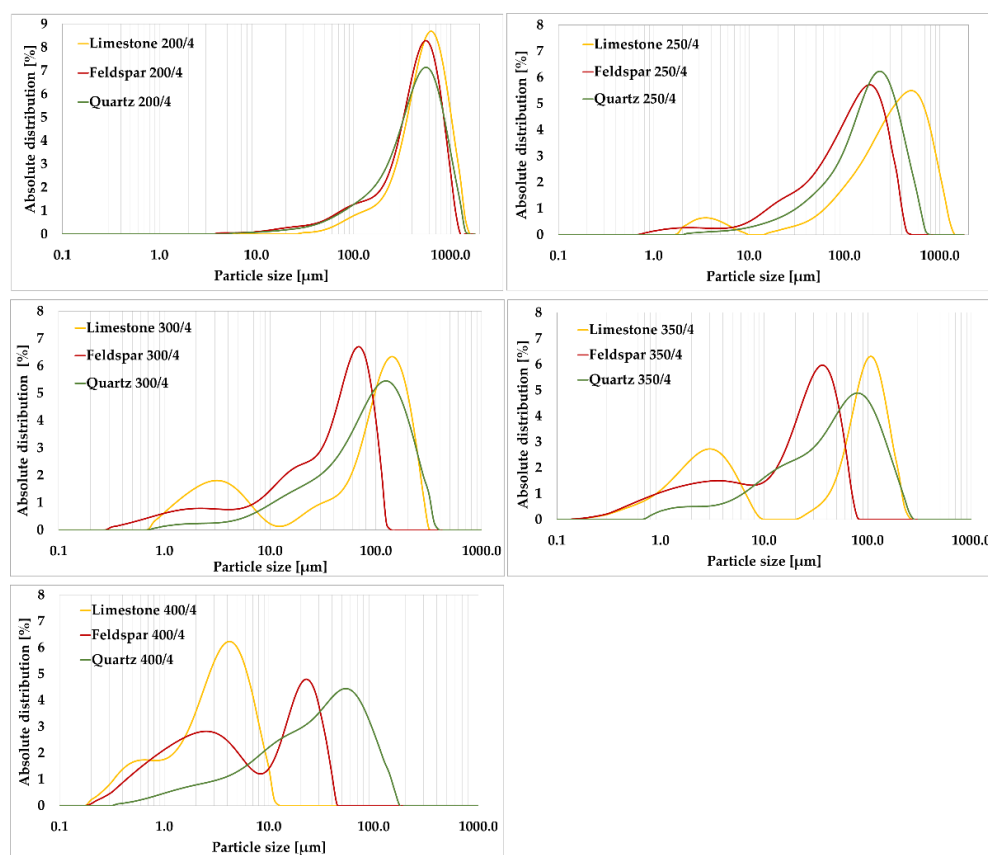 Absolute distribution [%]
9
8
7
6
5
4
3
2
1
0
Limestone 200/4
Feldspar 200/4
Quartz 200/4
0.1 1.0 10.0 100.0 1000.0
Particle size [µm]
Absolute distribution [%]
8
7
6
5
4
3
2
1
0
Limestone 250/4
Feldspar 250/4
Quartz 250/4
0.1 1.0 10.0 100.0 1000.0
Particle size [µm]
Absolute distribution [%]
8
7
6
5
4
3
2
1
0
Limestone 300/4
Feldspar 300/4
Quartz 300/4
0.1 1.0 10.0 100.0 1000.0
Particle size [µm]
Absolute distribution [%]
8
7
6
5
4
3
2
1
0
Limestone 350/4
Feldspar 350/4
Quartz 350/4
0.1 1.0 10.0 100.0 1000.0
Particle size [µm]
Absolute distribution [%]
8
7
6
5
4
3
2
1
0
Limestone 400/4
Feldspar 400/4
Quartz 400/4
0.1 1.0 10.0 100.0 1000.0
Particle size [µm]